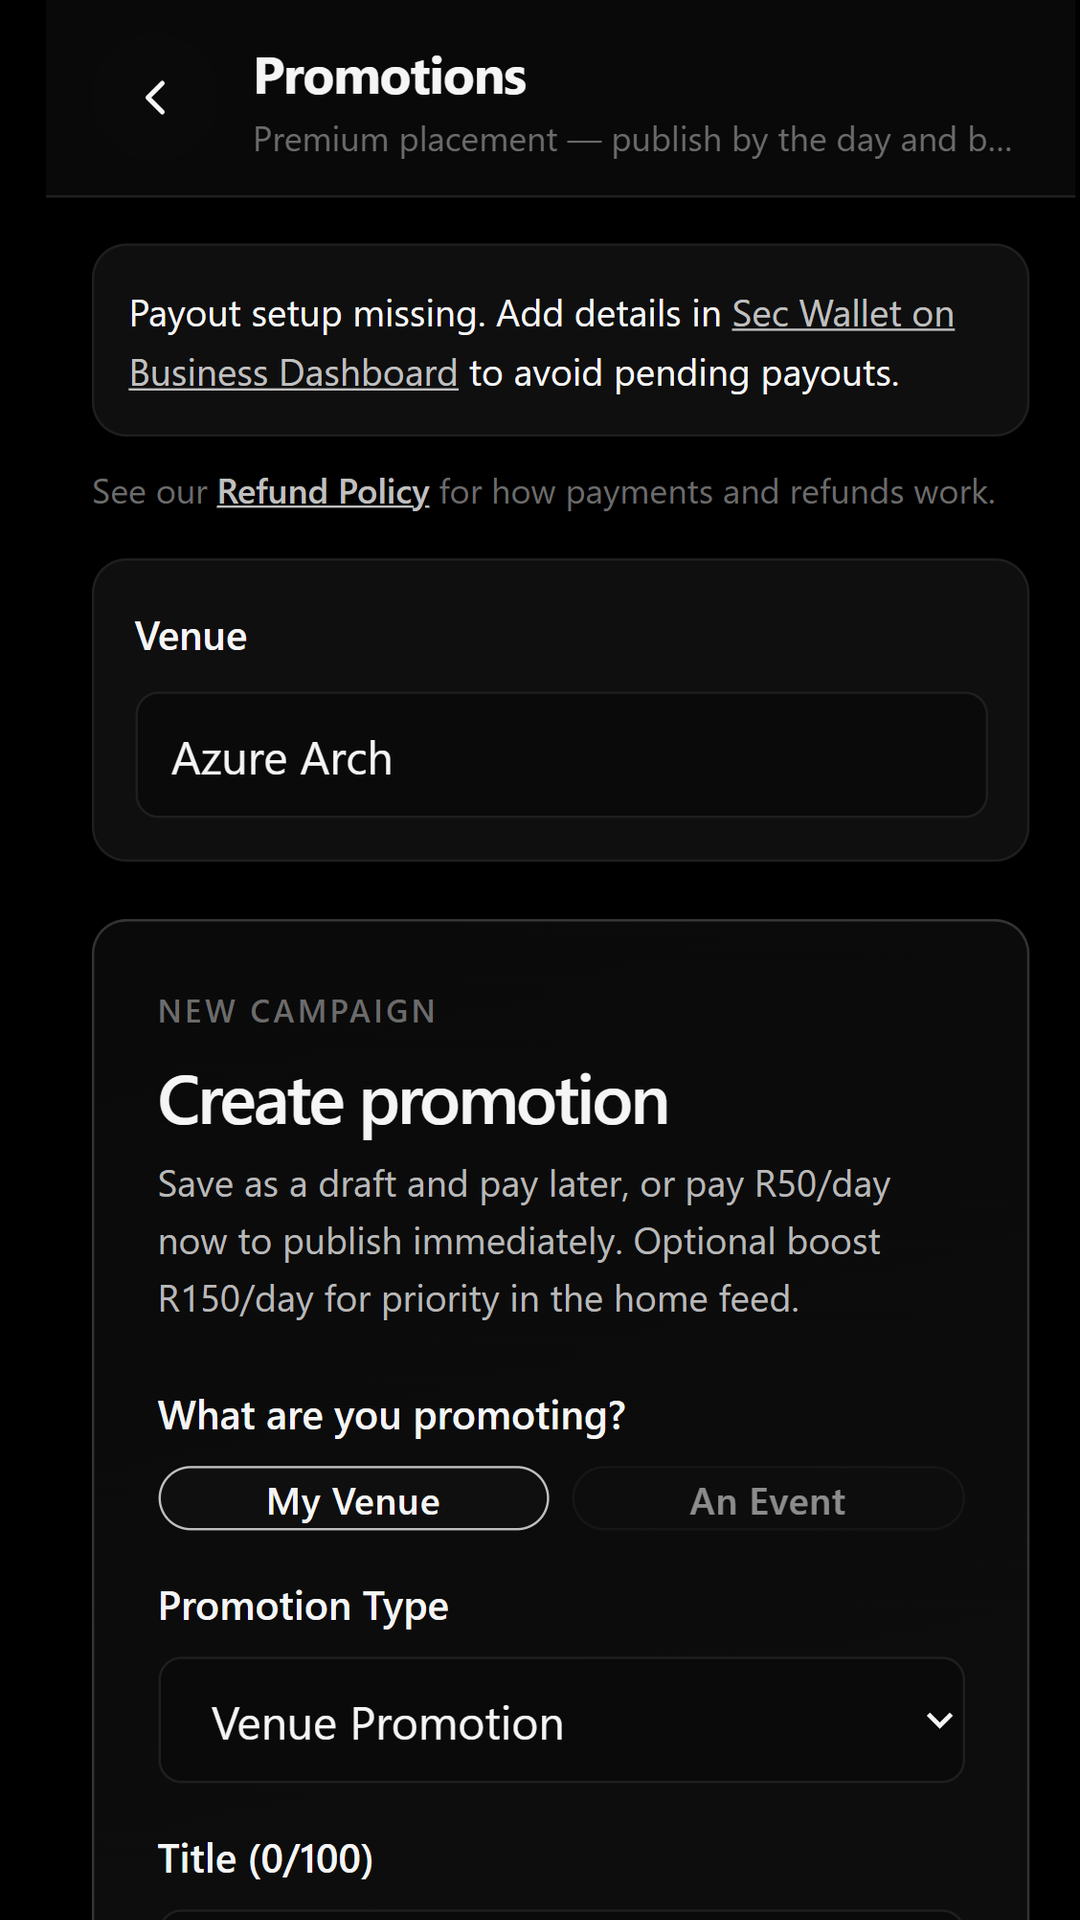 Promotions
Premium placement — publish by the day and b...
Payout setup missing. Add details in Sec Wallet on
Business Dashboard to avoid pending payouts.
See our Refund Policy for how payments and refunds work.
Venue
Azure Arch
NEW CAMPAIGN
Create promotion
Save as a draft and pay later, or pay R50/day
now to publish immediately. Optional boost
R150/day for priority in the home feed.
What are you promoting?
My Venue
An Event
Promotion Type
Venue Promotion
Title (0/100)